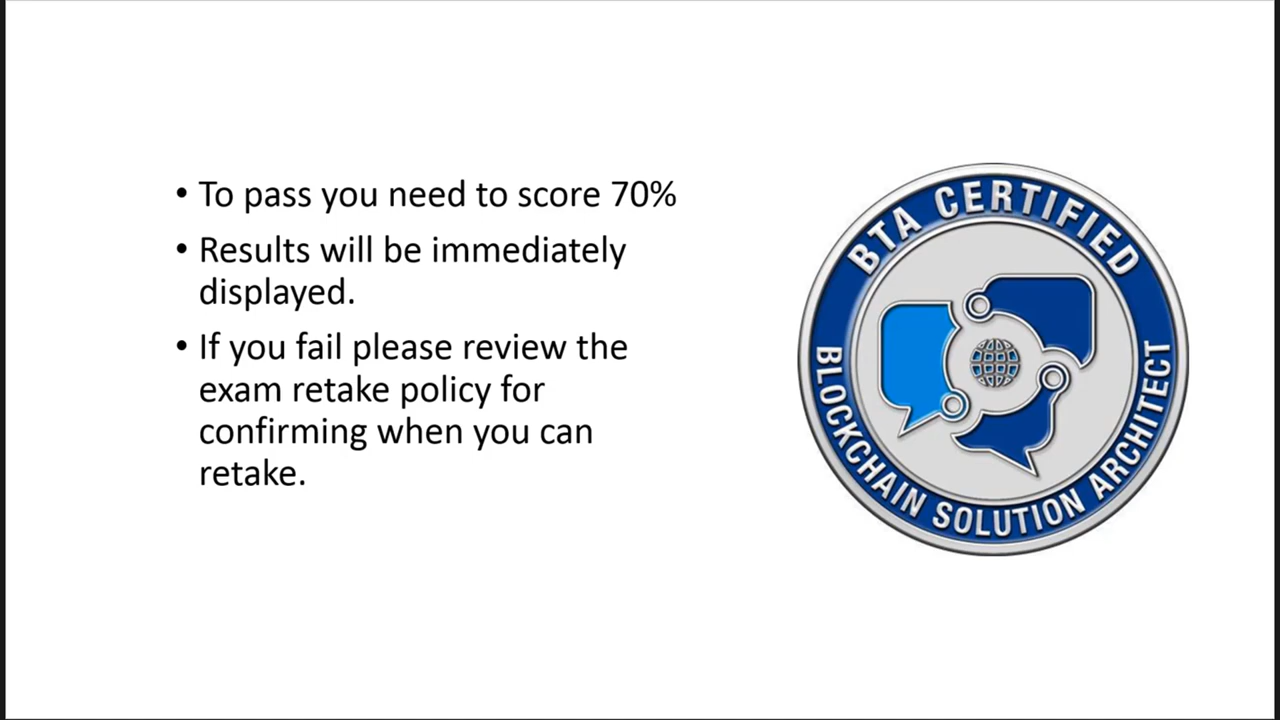 • To pass you need to score 70%
• Results will be immediately
displayed.
• If you fail please review the
exam retake policy for
confirming when you can
retake.
BTA CERTIFIED
BLOCKCHAIN SOLUTION ARCHITECT